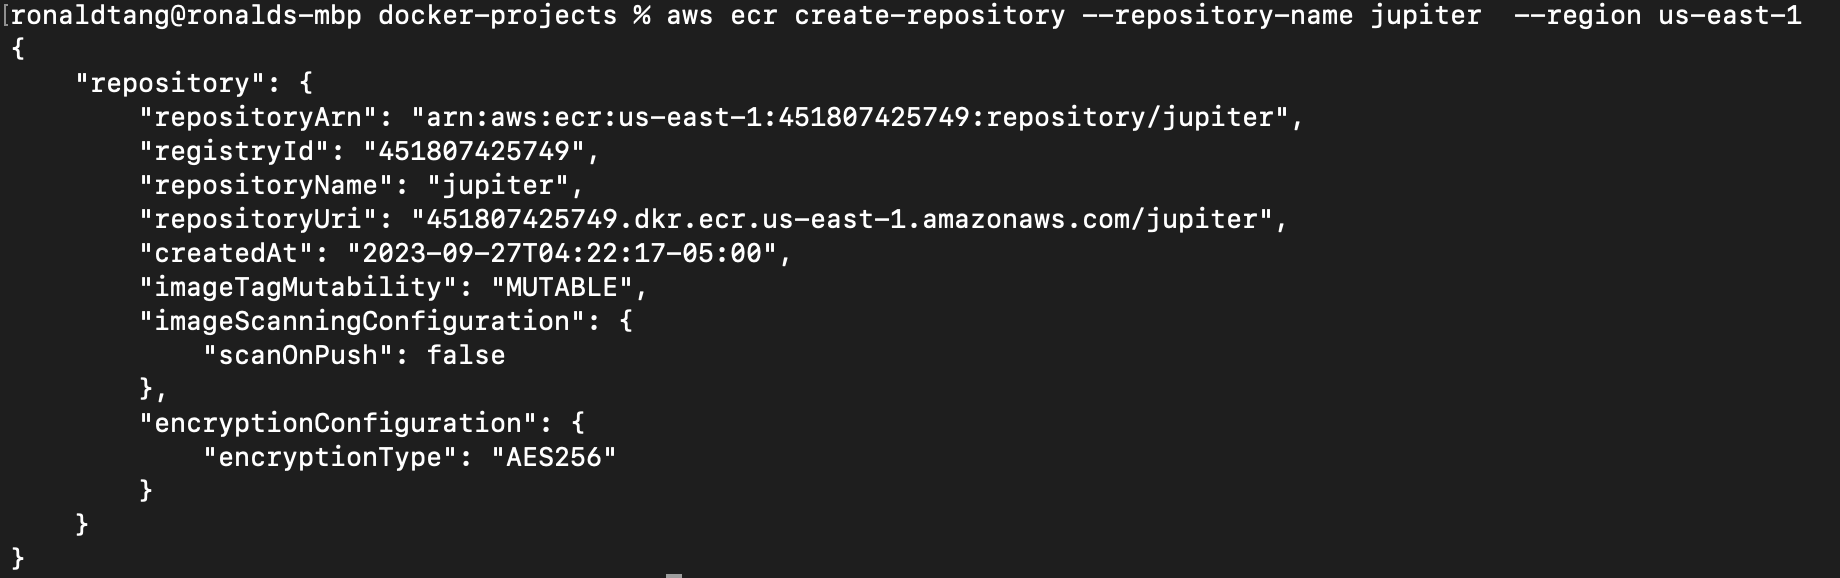 [ronaldtang@ronalds-mbp docker-projects % aws ecr create-repository --repository-name jupiter  --region us-east-1
{
    "repository": {
        "repositoryArn": "arn:aws:ecr:us-east-1:451807425749:repository/jupiter",
        "registryId": "451807425749",
        "repositoryName": "jupiter",
        "repositoryUri": "451807425749.dkr.ecr.us-east-1.amazonaws.com/jupiter",
        "createdAt": "2023-09-27T04:22:17-05:00",
        "imageTagMutability": "MUTABLE",
        "imageScanningConfiguration": {
            "scanOnPush": false
        },
        "encryptionConfiguration": {
            "encryptionType": "AES256"
        }
    }
}